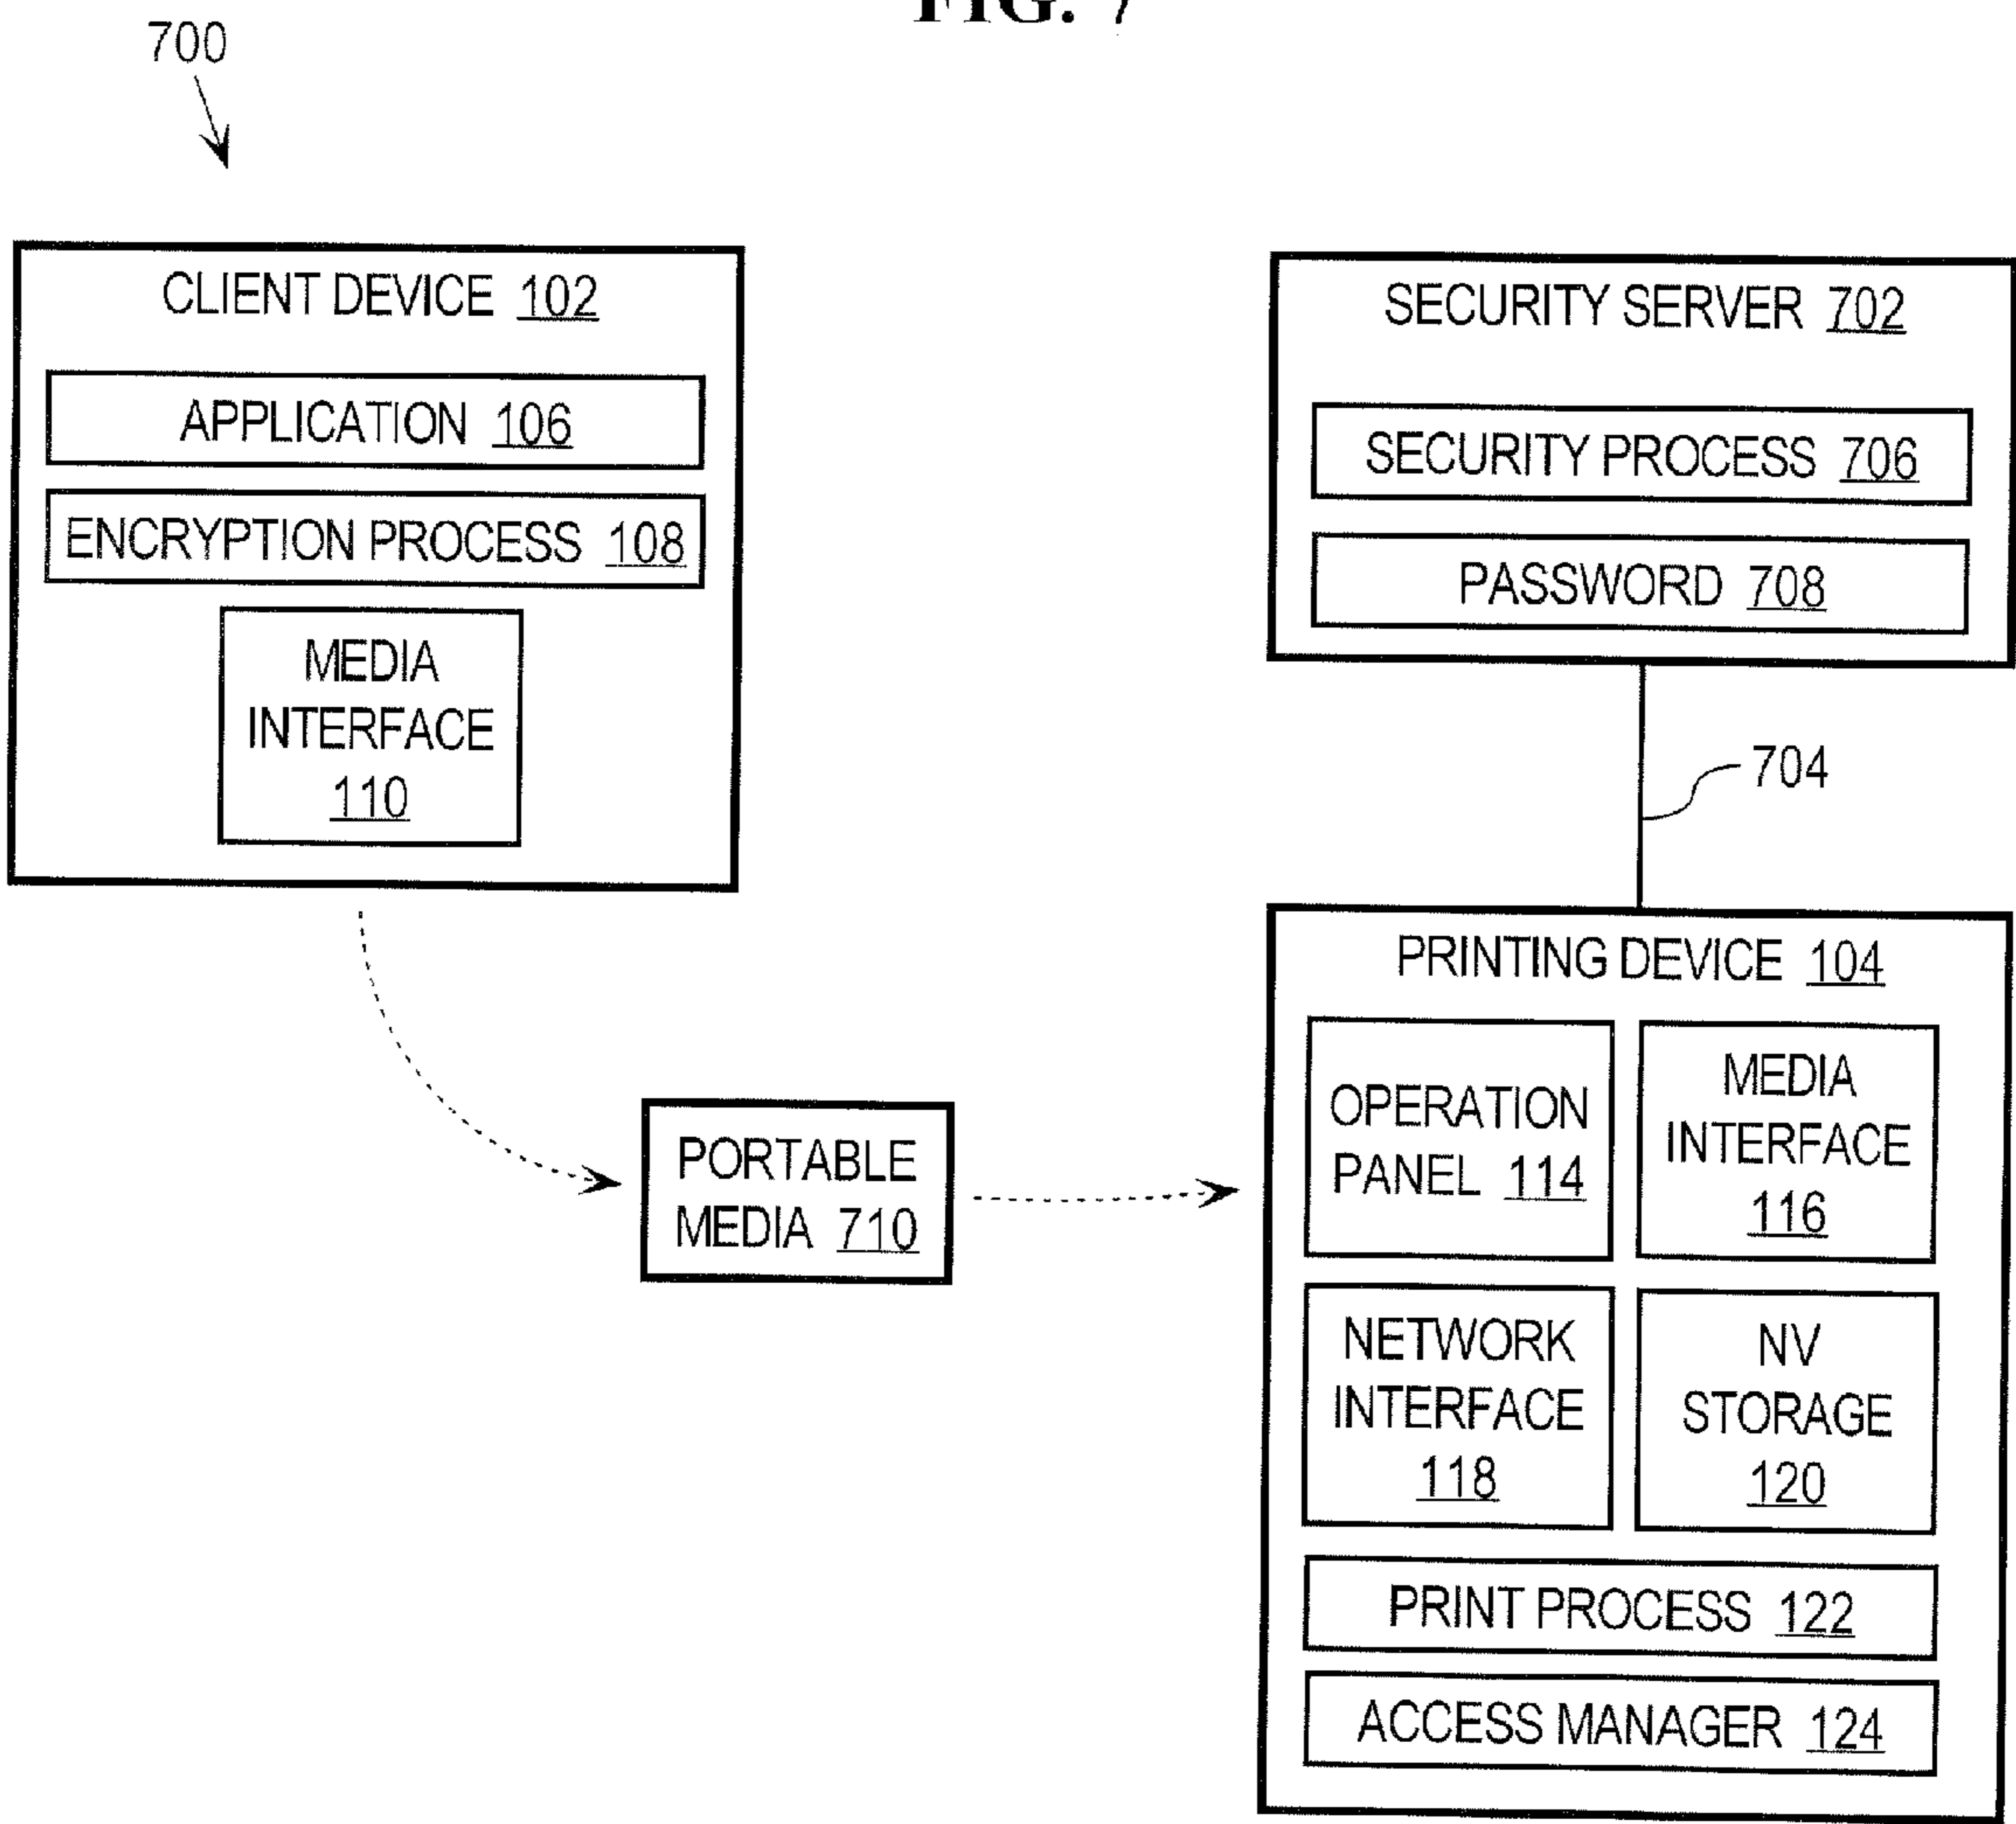 FIG. 7
700
CLIENT DEVICE 102
APPLICATION 106
ENCRYPTION PROCESS 108
MEDIA
INTERFACE
110
SECURITY SERVER 702
SECURITY PROCESS 706
PASSWORD 708
704
PORTABLE
MEDIA 710
PRINTING DEVICE 104
OPERATION
PANEL 114
MEDIA
INTERFACE
116
NETWORK
INTERFACE
118
NV
STORAGE
120
PRINT PROCESS 122
ACCESS MANAGER 124